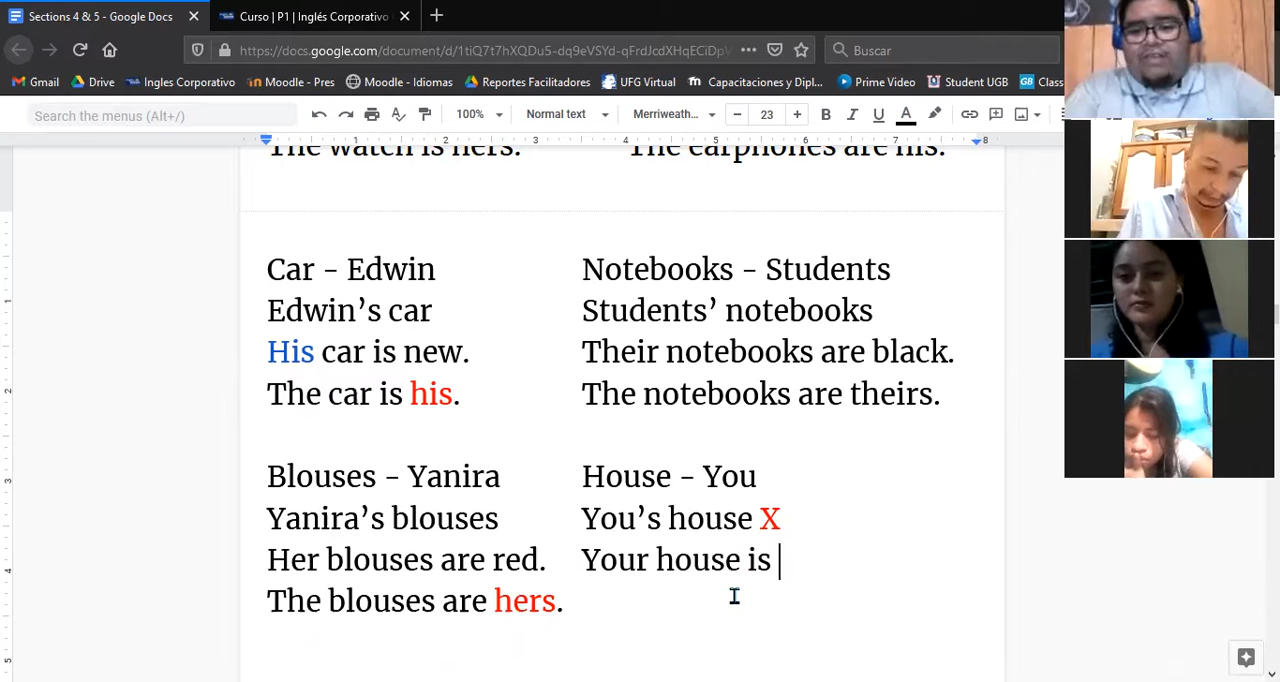 Sections 4 & 5 - Google Docs
Curso | P1 | Inglés Corporativo
https://docs.google.com/document/d/1tiQ7t7hXQDu5-dq9eVSYd-qFrdJcdXHqECiDpV
Buscar
Gmail
Drive
Ingles Corporativo
Moodle - Pres
Moodle - Idiomas
Reportes Facilitadores
UFG Virtual
Capacitaciones y Dipl...
Prime Video
Student UGB
Class
Search the menus (Alt+/)
100%
Normal text
Merriweath...
23
The watch is hers.
The earphones are his.
Car - Edwin
Edwin’s car
His car is new.
The car is his.
Notebooks - Students
Students’ notebooks
Their notebooks are black.
The notebooks are theirs.
Blouses - Yanira
Yanira’s blouses
Her blouses are red.
The blouses are hers.
House - You
You’s house X
Your house is